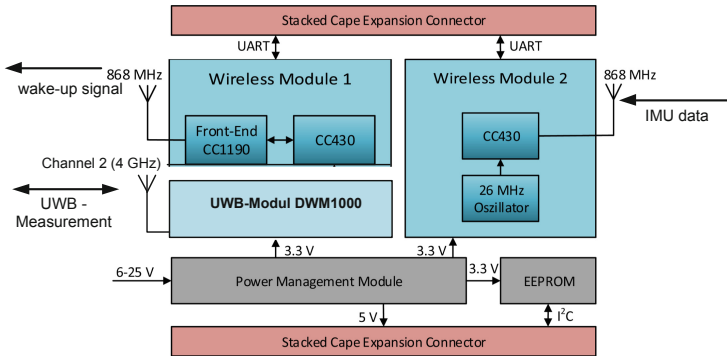 Stacked Cape Expansion Connector
UART
UART
868 MHz
Wireless Module 1
Wireless Module 2
868 MHz
wake-up signal
IMU data
Front-End
CC1190
CC430
CC430
Channel 2 (4 GHz)
26 MHz
Oszillator
UWB -
Measurement
UWB-Modul DWM1000
3.3 V
3.3 V
6-25 V
Power Management Module
3.3 V
EEPROM
5 V
I²C
Stacked Cape Expansion Connector